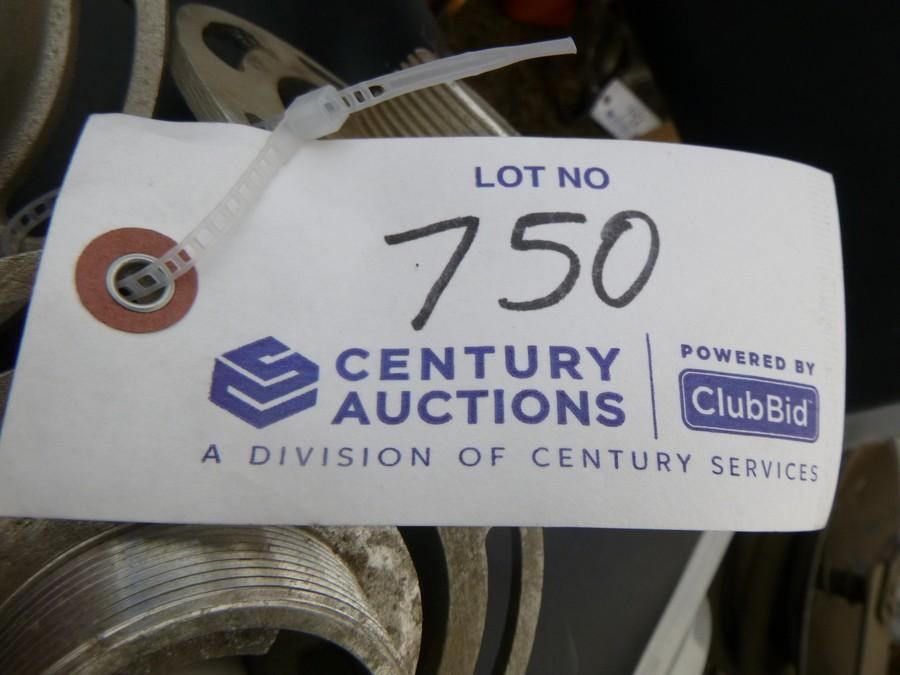 LOT NO
750
CENTURY
AUCTIONS
POWERED BY
ClubBid
A DIVISION OF CENTURY SERVICES